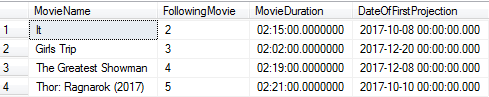 MovieName FollowingMovie MovieDuration DateOfFirstProjection
1 It 2 02:15:00.0000000 2017-10-08 00:00:00.000
2 Girls Trip 3 02:02:00.0000000 2017-12-20 00:00:00.000
3 The Greatest Showman 4 02:19:00.0000000 2017-12-08 00:00:00.000
4 Thor: Ragnarok (2017) 5 02:21:00.0000000 2017-10-10 00:00:00.000